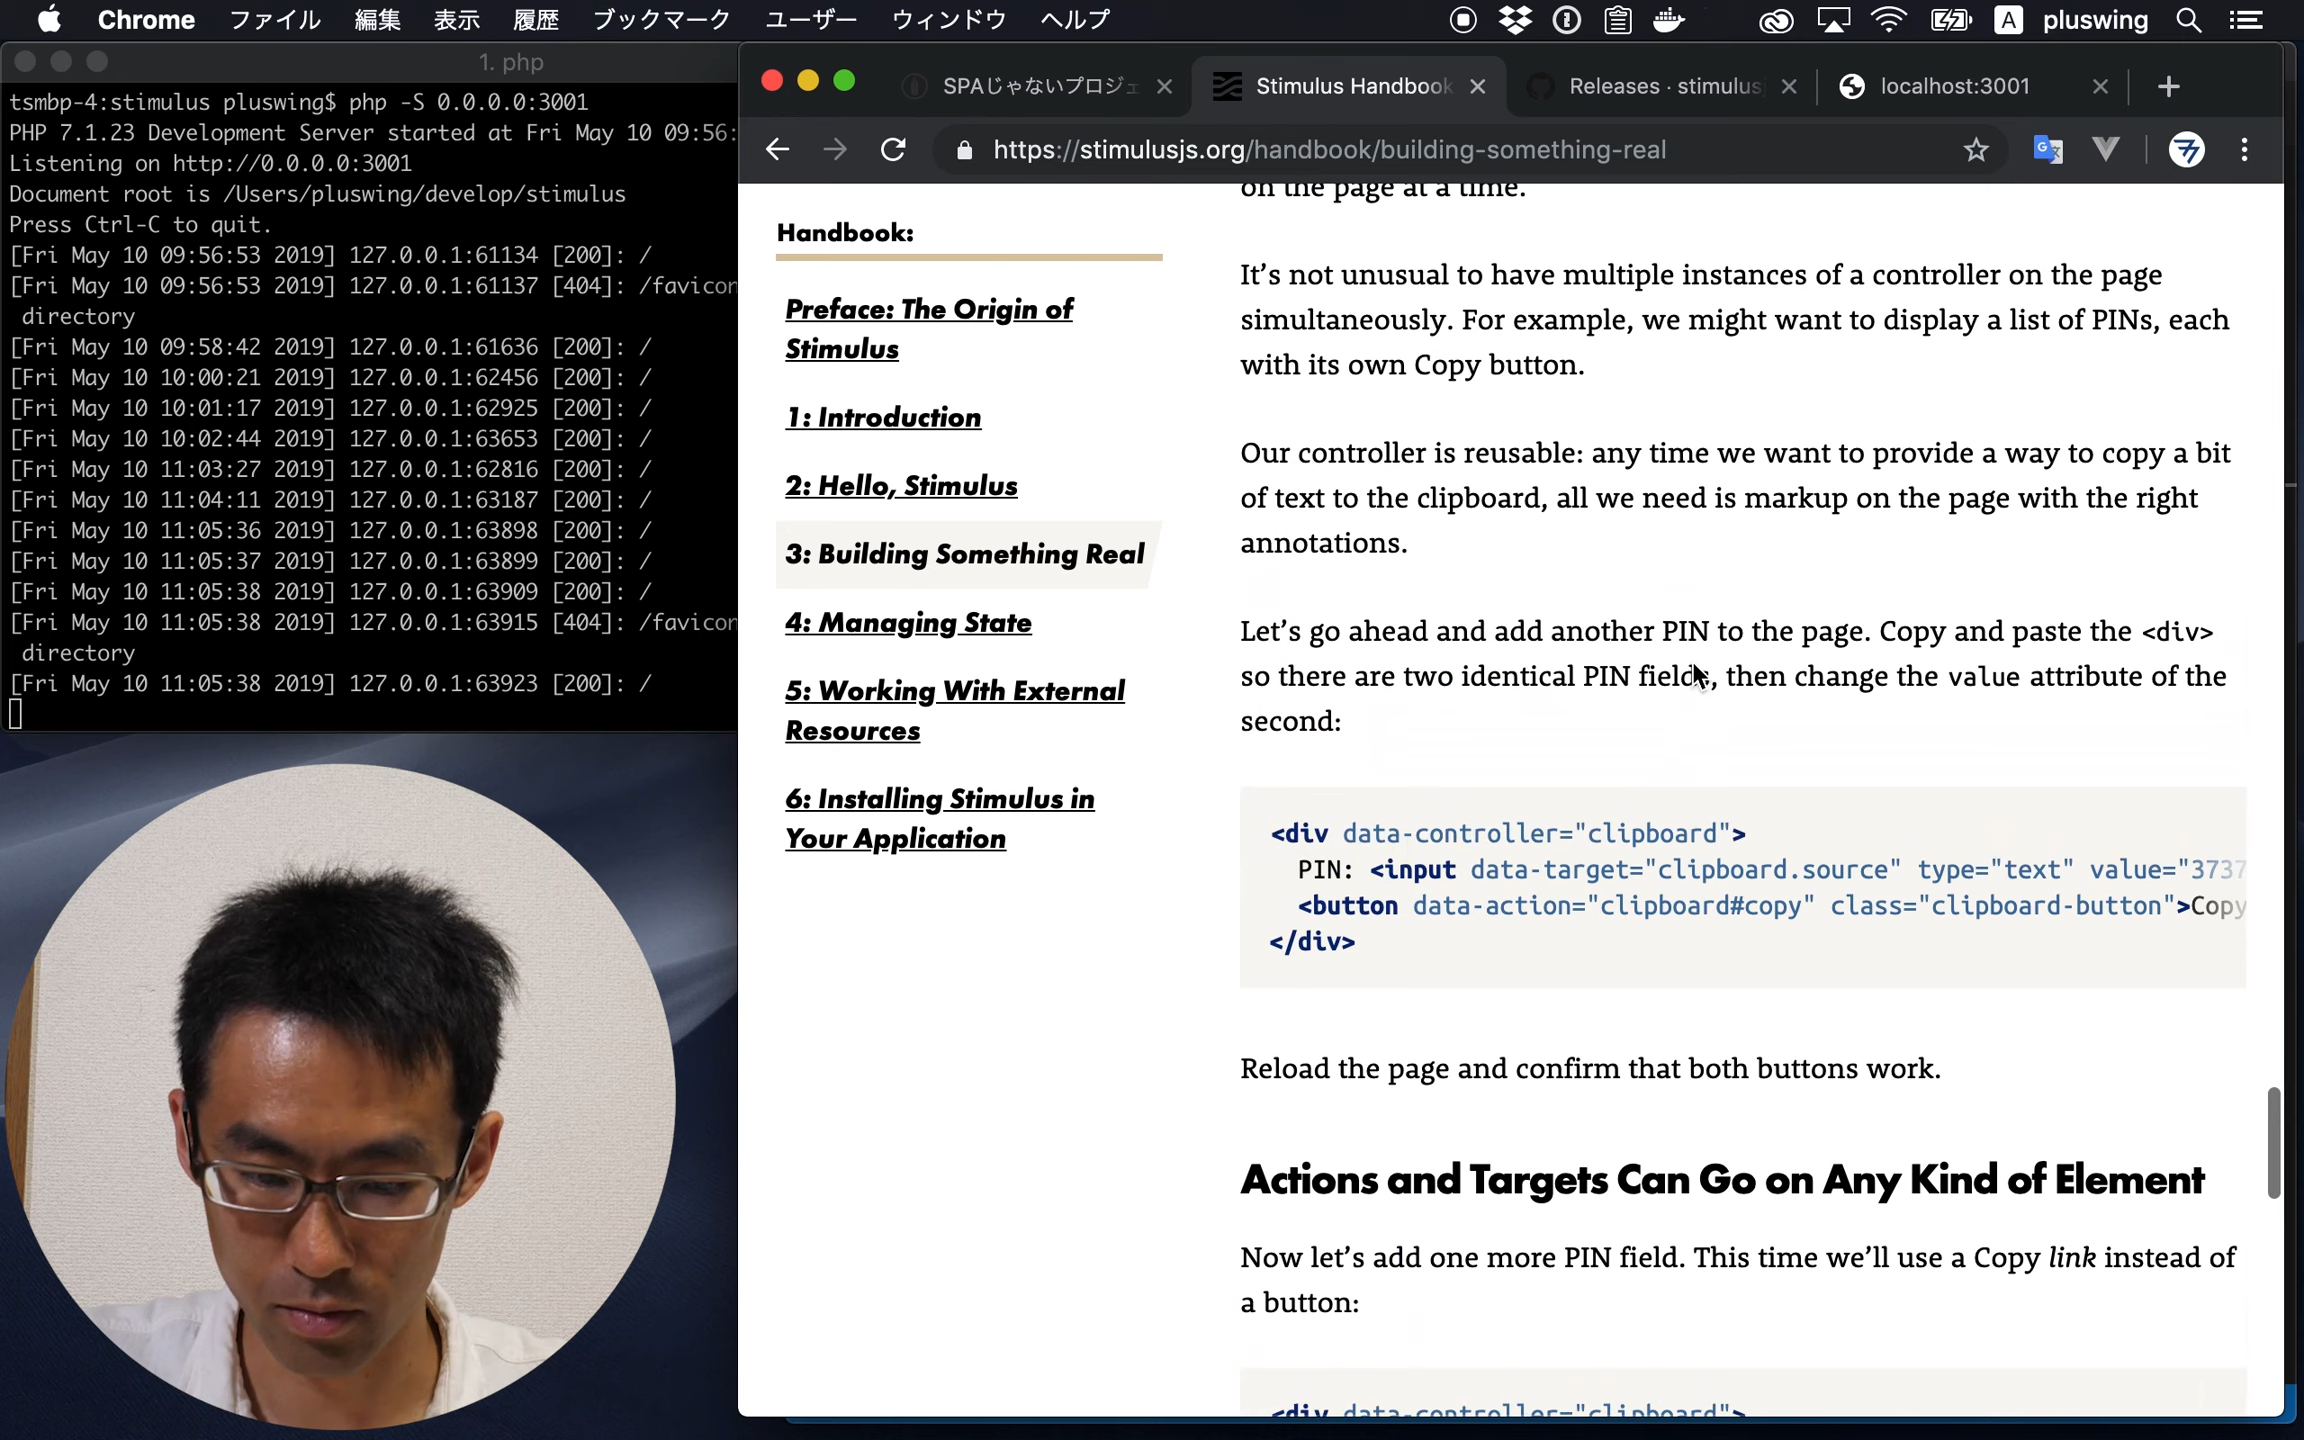 Chrome ファイル 編集 表示 履歴 ブックマーク ユーザー ウィンドウ ヘルプ A pluswing
1. php
tsmbp-4:stimulus pluswing$ php -S 0.0.0.0:3001
PHP 7.1.23 Development Server started at Fri May 10 09:56:
Listening on http://0.0.0.0:3001
Document root is /Users/pluswing/develop/stimulus
Press Ctrl-C to quit.
[Fri May 10 09:56:53 2019] 127.0.0.1:61134 [200]: /
[Fri May 10 09:56:53 2019] 127.0.0.1:61137 [404]: /favicon
directory
[Fri May 10 09:58:42 2019] 127.0.0.1:61636 [200]: /
[Fri May 10 10:00:21 2019] 127.0.0.1:62456 [200]: /
[Fri May 10 10:01:17 2019] 127.0.0.1:62925 [200]: /
[Fri May 10 10:02:44 2019] 127.0.0.1:63653 [200]: /
[Fri May 10 11:03:27 2019] 127.0.0.1:62816 [200]: /
[Fri May 10 11:04:11 2019] 127.0.0.1:63187 [200]: /
[Fri May 10 11:05:36 2019] 127.0.0.1:63898 [200]: /
[Fri May 10 11:05:37 2019] 127.0.0.1:63899 [200]: /
[Fri May 10 11:05:38 2019] 127.0.0.1:63909 [200]: /
[Fri May 10 11:05:38 2019] 127.0.0.1:63915 [404]: /favicon
directory
[Fri May 10 11:05:38 2019] 127.0.0.1:63923 [200]: /
SPAじゃないプロジェ
Stimulus Handbook
Releases · stimulusj
localhost:3001
https://stimulusjs.org/handbook/building-something-real
Handbook:
Preface: The Origin of
Stimulus
1: Introduction
2: Hello, Stimulus
3: Building Something Real
4: Managing State
5: Working With External
Resources
6: Installing Stimulus in
Your Application
on the page at a time.
It’s not unusual to have multiple instances of a controller on the page
simultaneously. For example, we might want to display a list of PINs, each
with its own Copy button.
Our controller is reusable: any time we want to provide a way to copy a bit
of text to the clipboard, all we need is markup on the page with the right
annotations.
Let’s go ahead and add another PIN to the page. Copy and paste the <div>
so there are two identical PIN fields, then change the value attribute of the
second:
<div data-controller="clipboard">
PIN: <input data-target="clipboard.source" type="text" value="3737
<button data-action="clipboard#copy" class="clipboard-button">Copy
</div>
Reload the page and confirm that both buttons work.
Actions and Targets Can Go on Any Kind of Element
Now let’s add one more PIN field. This time we’ll use a Copy link instead of
a button:
<div data-controller="clipboard">